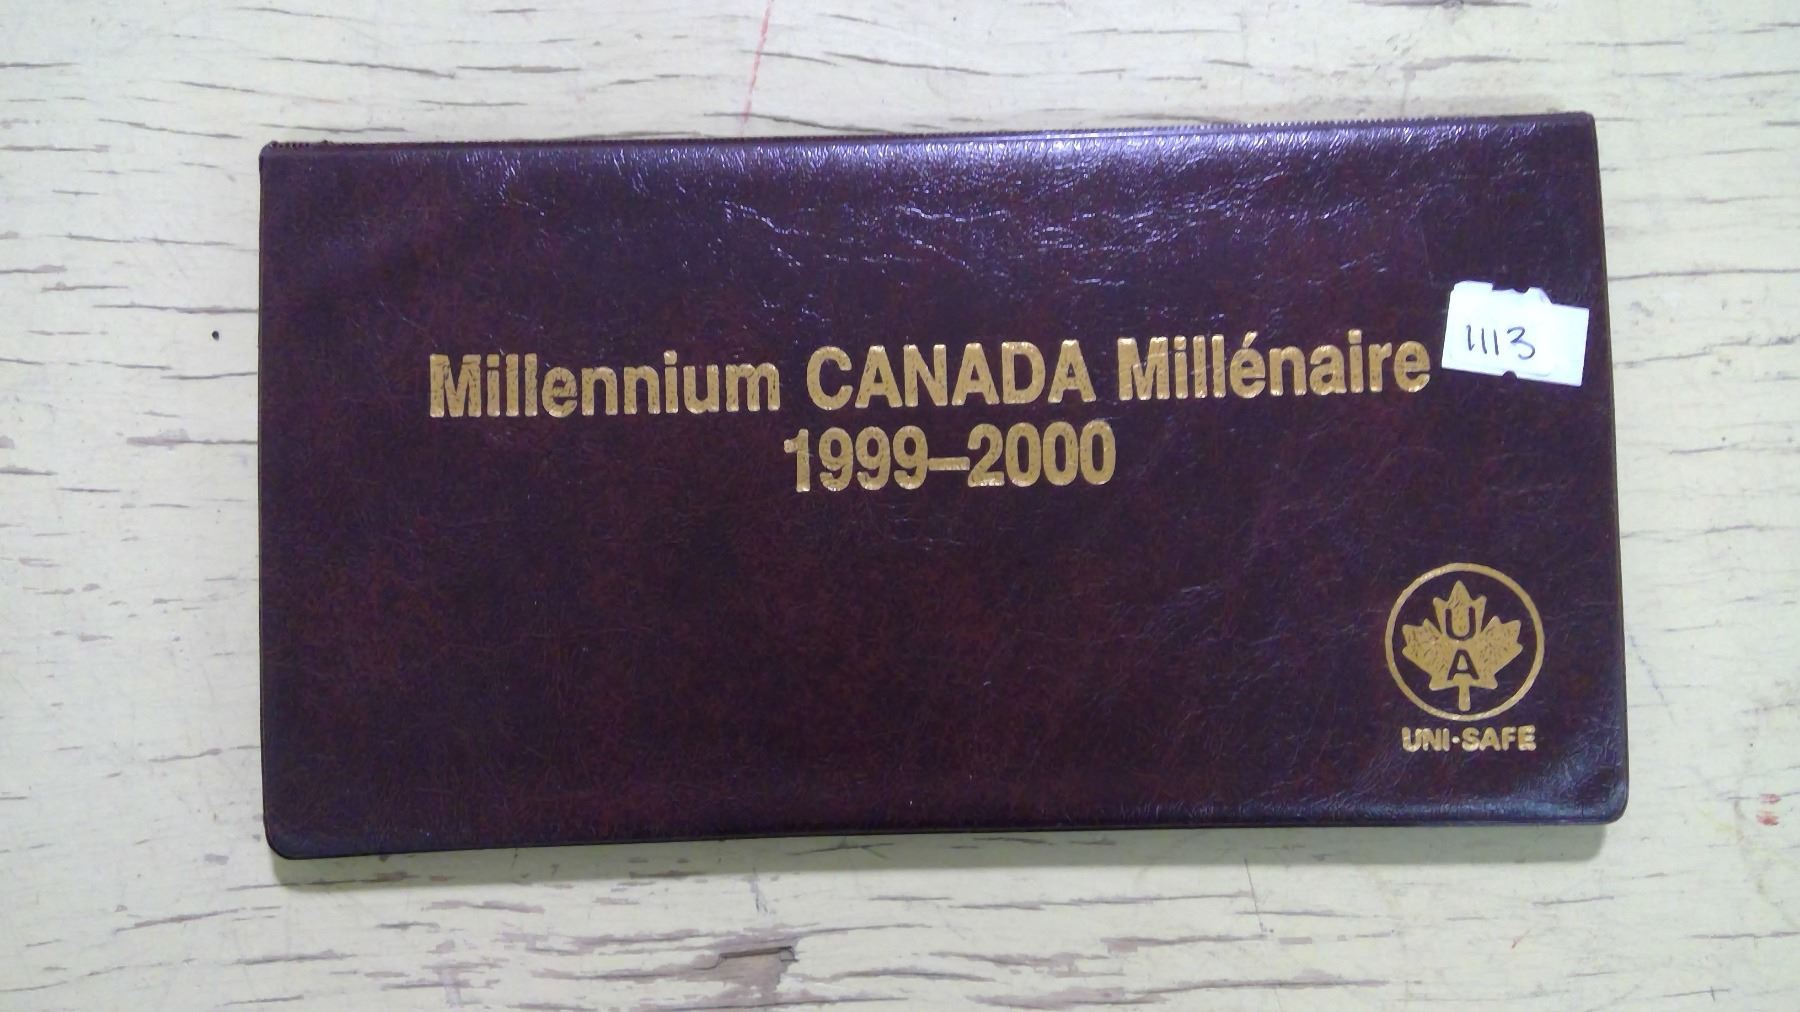 Millennium CANADA Millénaire
1999–2000
1113
U
A
UNI·SAFE